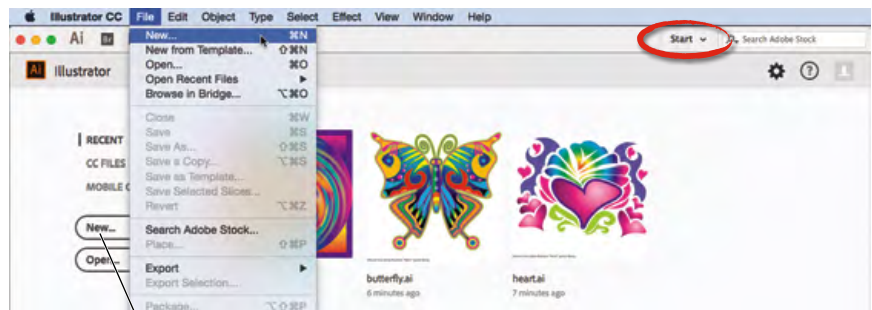 Illustrator CC File Edit Object Type Select Effect View Window Help
Ai Br Start Search Adobe Stock
Ai Illustrator ?
New... ⌘N
New from Template... ⇧⌘N
Open... ⌘O
Open Recent Files ▶
Browse in Bridge... ⌥⌘O
Close ⌘W
Save ⌘S
Save As... ⇧⌘S
Save a Copy... ⌥⌘S
Save as Template...
Save Selected Slices...
Revert ⌥⌘Z
Search Adobe Stock...
Place... ⇧⌘P
Export ▶
Export Selection...
Package... ⌥⇧⌘P
RECENT
CC FILES
MOBILE C
New...
Open...
butterfly.ai
6 minutes ago
heart.ai
7 minutes ago